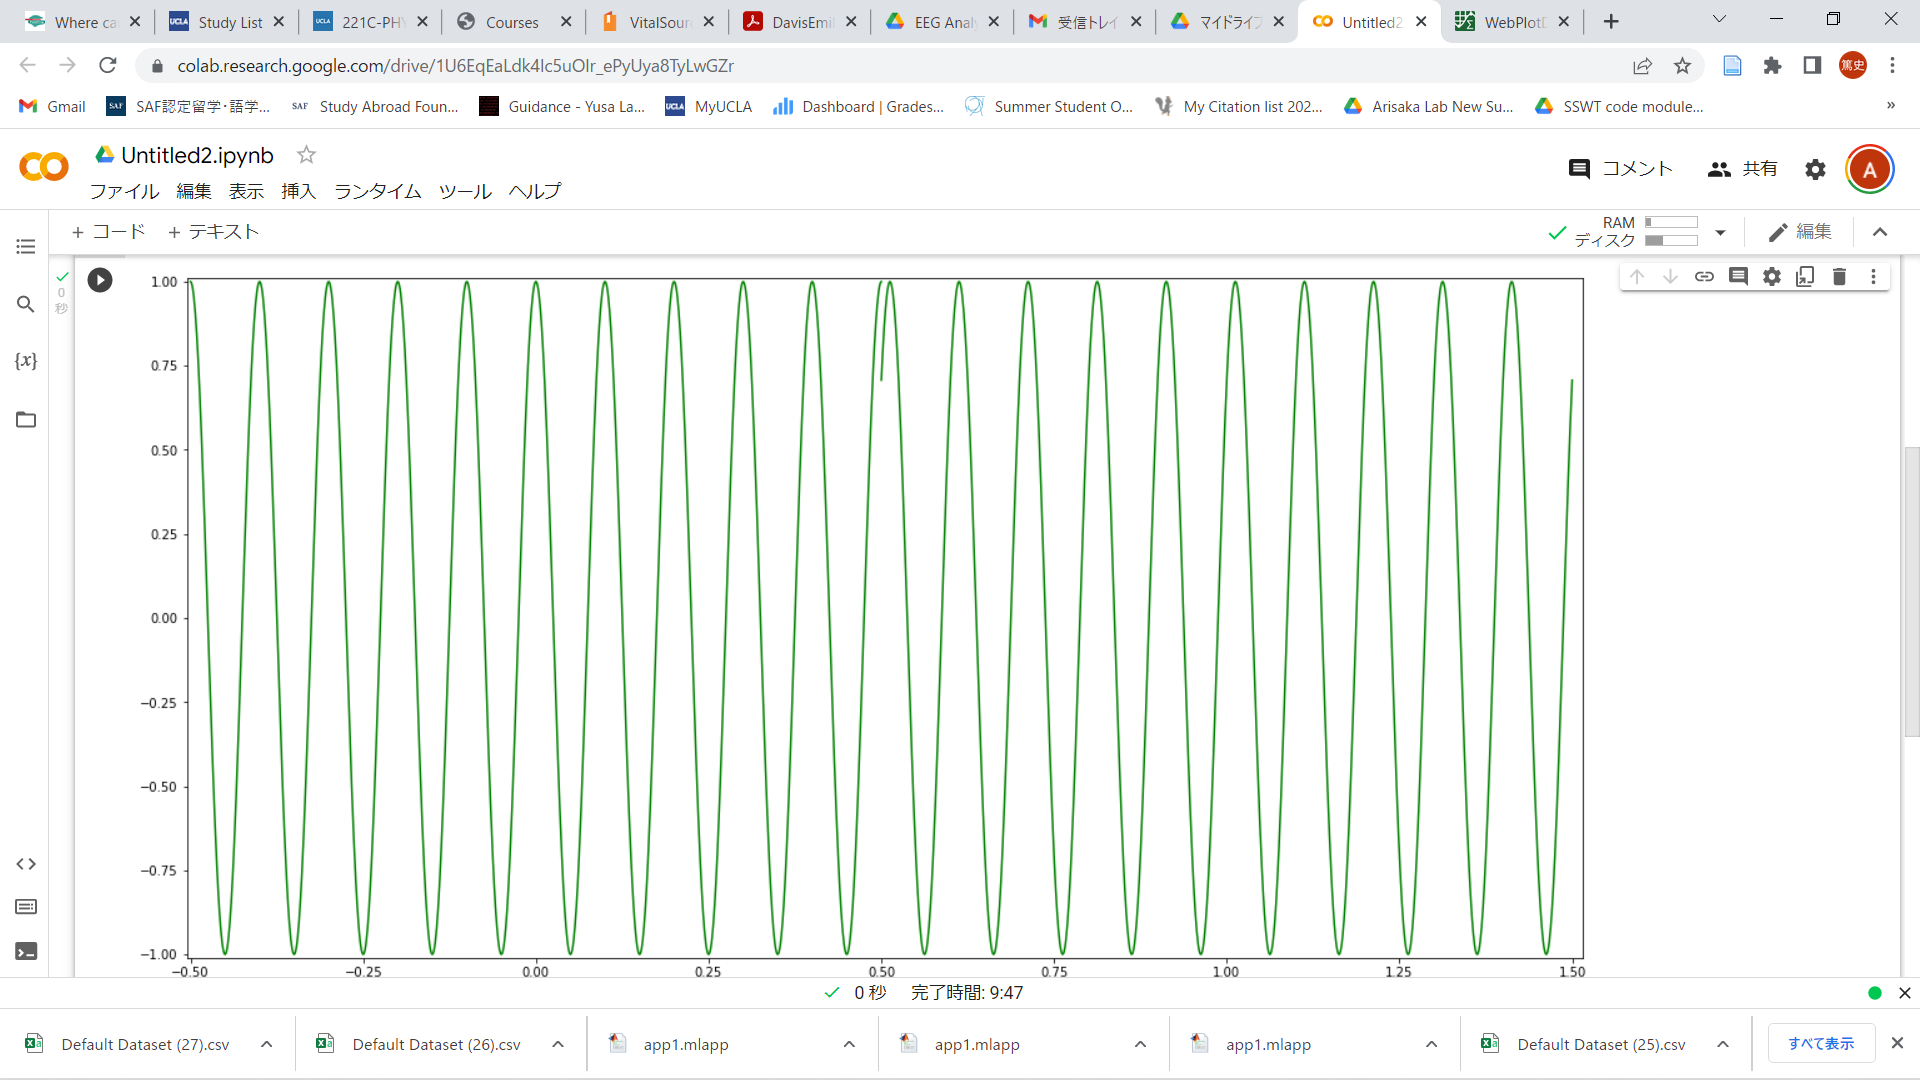 Where ca
Study List
221C-PHY
Courses
VitalSour
DavisEmil
EEG Anal
受信トレイ
マイドライブ
Untitled2
WebPlotD
colab.research.google.com/drive/1U6EqEaLdk4Ic5uOIr_ePyUya8TyLwGZr
篤史
Gmail
SAF認定留学・語学...
Study Abroad Foun...
Guidance - Yusa La...
MyUCLA
Dashboard | Grades...
Summer Student O...
My Citation list 202...
Arisaka Lab New Su...
SSWT code module...
»
Untitled2.ipynb
コメント
共有
A
ファイル 編集 表示 挿入 ランタイム ツール ヘルプ
+ コード + テキスト
RAM
ディスク
編集
0
秒
{x}
1.00
0.75
0.50
0.25
0.00
−0.25
−0.50
−0.75
−1.00
−0.50 −0.25 0.00 0.25 0.50 0.75 1.00 1.25 1.50
0 秒 完了時間: 9:47
Default Dataset (27).csv
Default Dataset (26).csv
app1.mlapp
app1.mlapp
app1.mlapp
Default Dataset (25).csv
すべて表示